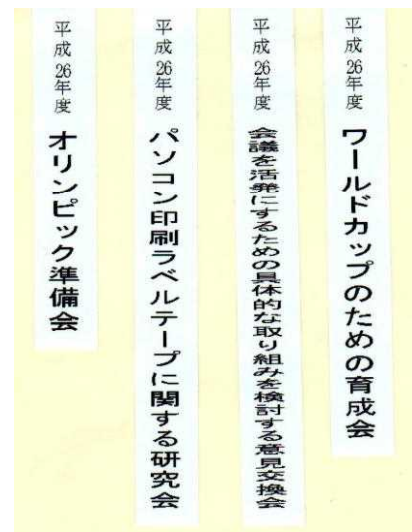 平成26年度 ワールドカップのための育成会
平成26年度 会議を活発にするための具体的な取り組みを検討する意見交換会
平成26年度 パソコン印刷ラベルテープに関する研究会
平成26年度 オリンピック準備会